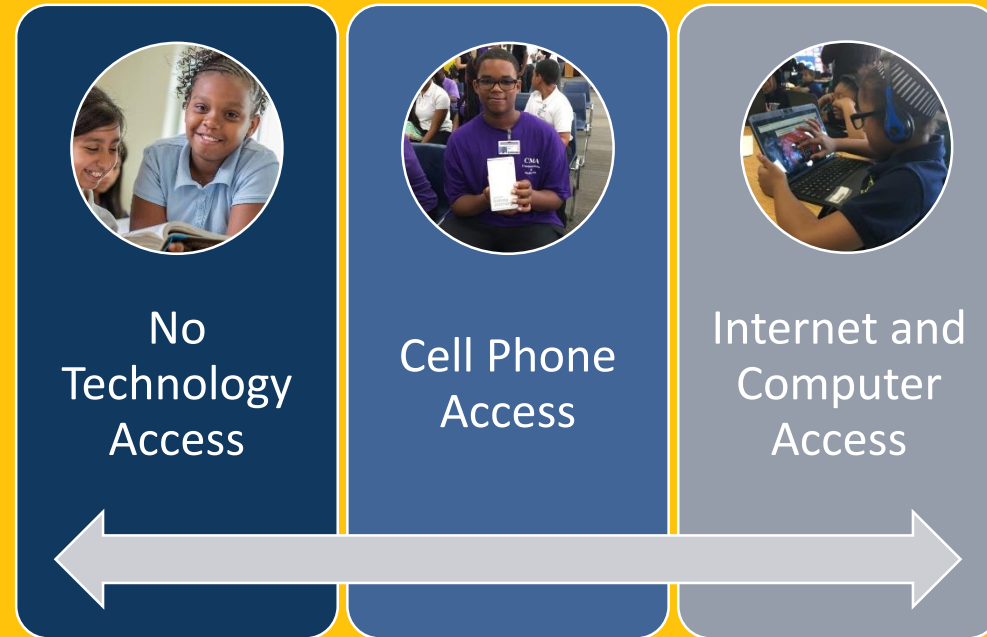 No
Technology
Access
Cell Phone
Access
Internet and
Computer
Access
CMA